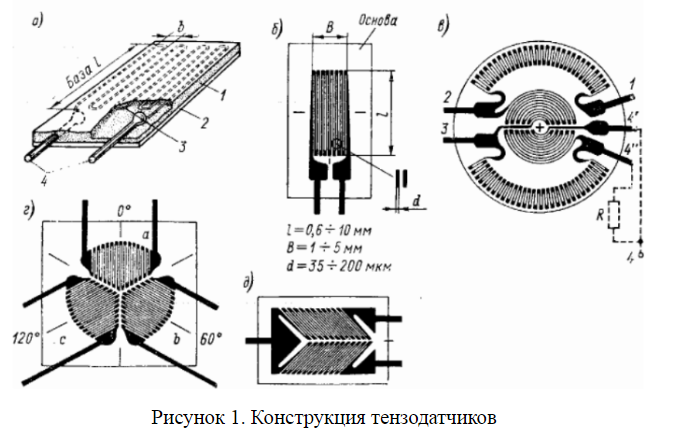 а)
b
База l
1
2
3
4
б)
B
Основа
l
d
l = 0,6 ÷ 10 мм
B = 1 ÷ 5 мм
d = 35 ÷ 200 мкм
в)
1
2
3
4'
4"
R
4
г)
0°
a
120°
c
b
60°
д)
Рисунок 1. Конструкция тензодатчиков